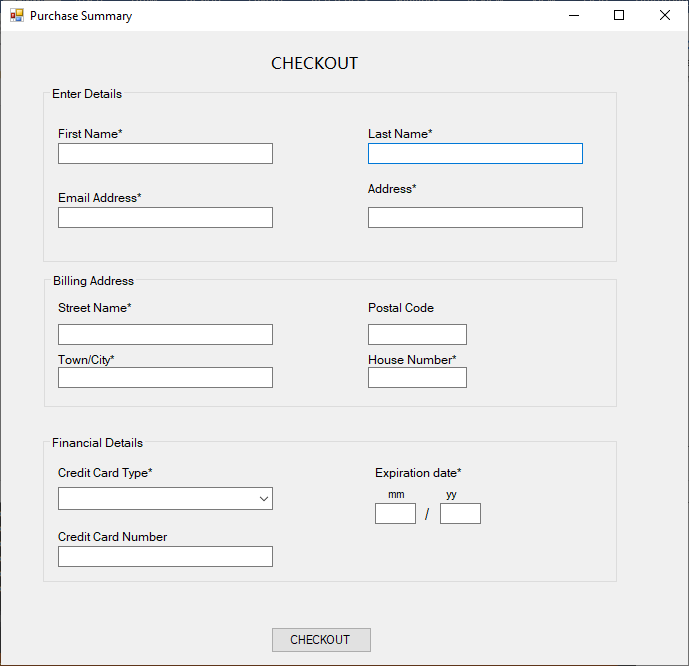 Purchase Summary
CHECKOUT
Enter Details
First Name*
Last Name*
Email Address*
Address*
Billing Address
Street Name*
Postal Code
Town/City*
House Number*
Financial Details
Credit Card Type*
Expiration date*
mm
yy
/
Credit Card Number
CHECKOUT